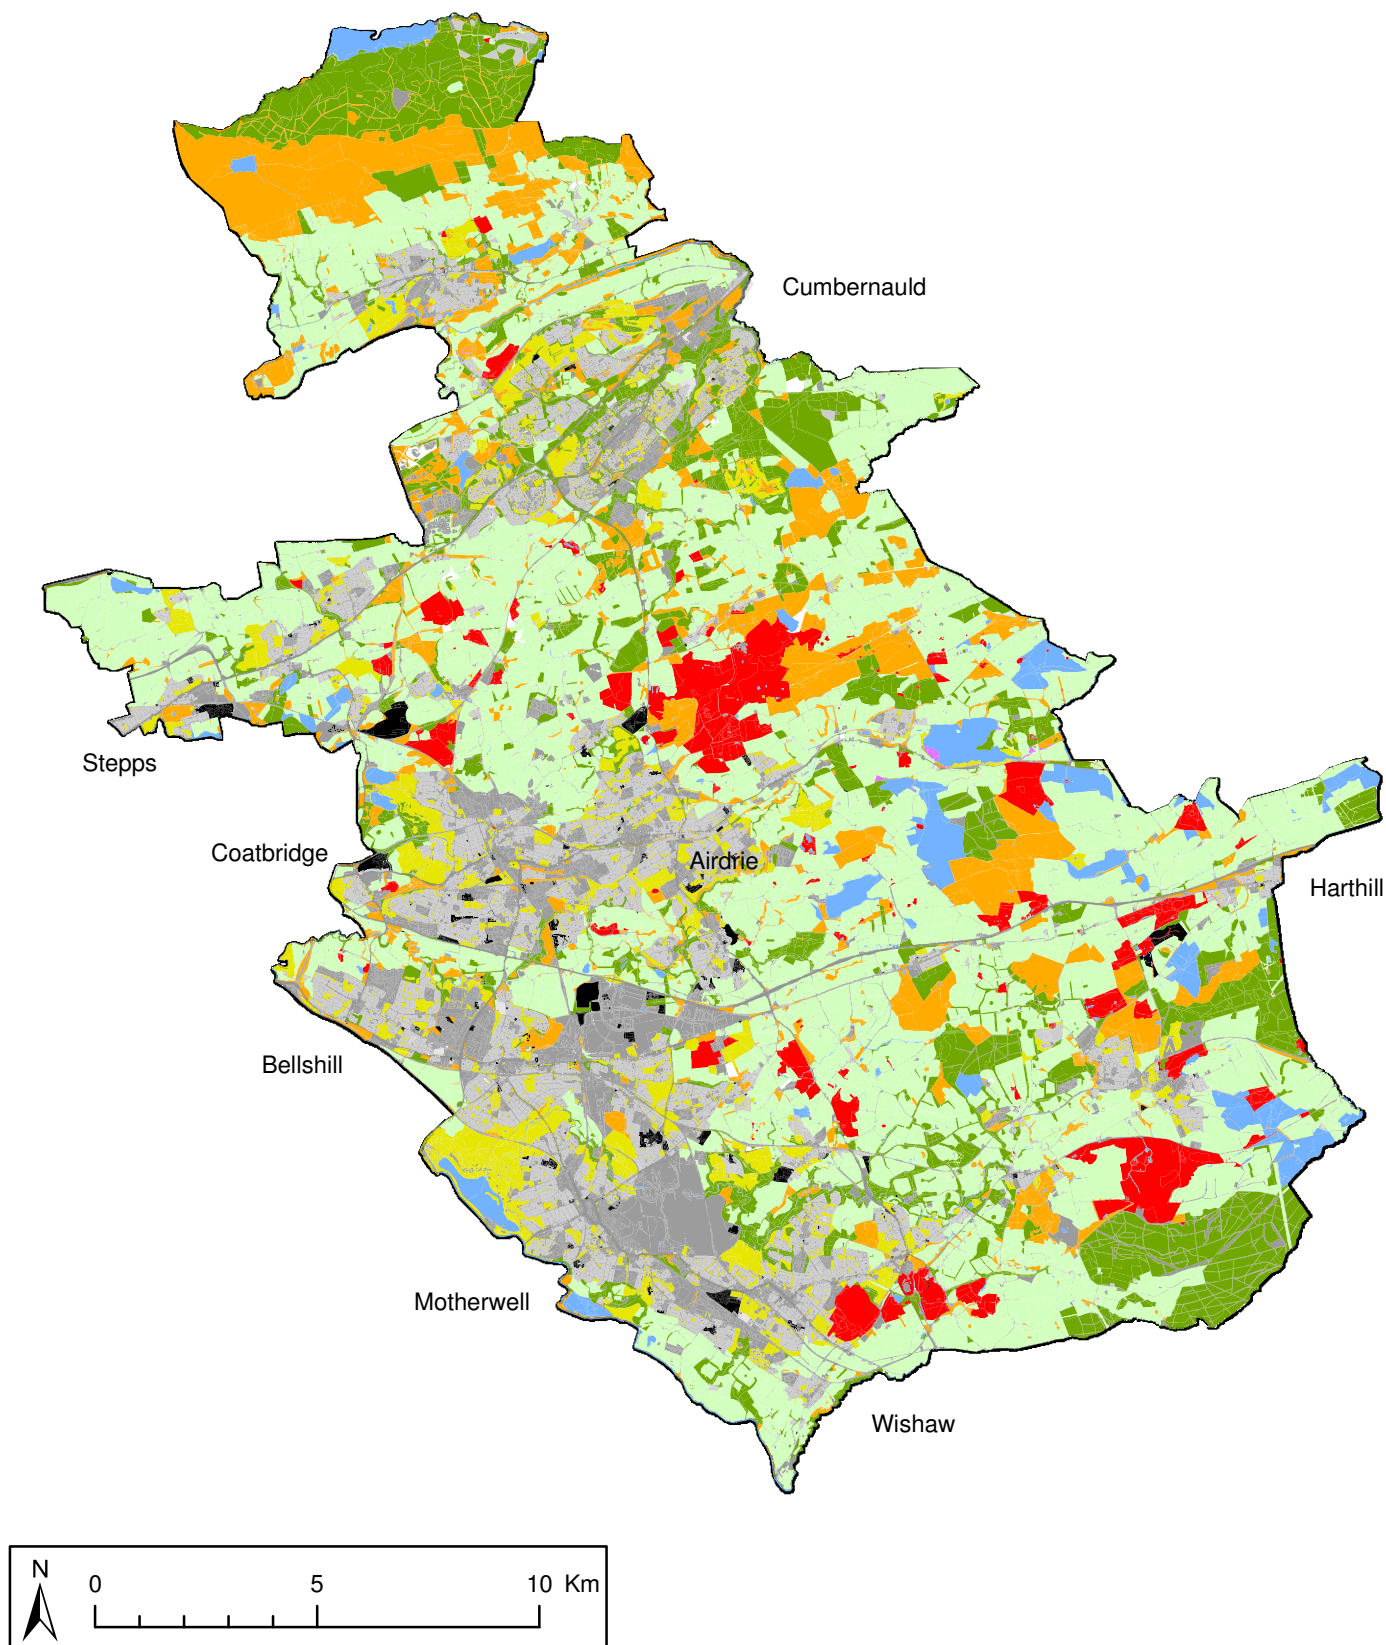 Cumbernauld
Stepps
Coatbridge
Airdrie
Harthill
Bellshill
Motherwell
Wishaw
N
0 5 10 Km